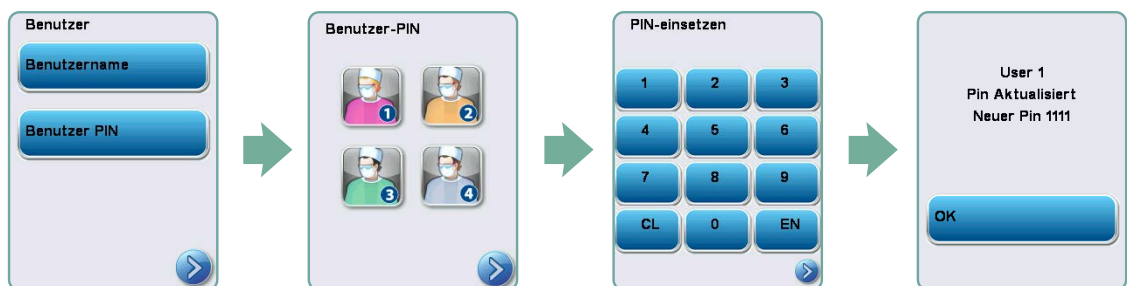 Benutzer
Benutzername
Benutzer PIN
Benutzer-PIN
1
2
3
4
PIN-einsetzen
1 2 3
4 5 6
7 8 9
CL 0 EN
User 1
Pin Aktualisiert
Neuer Pin 1111
OK